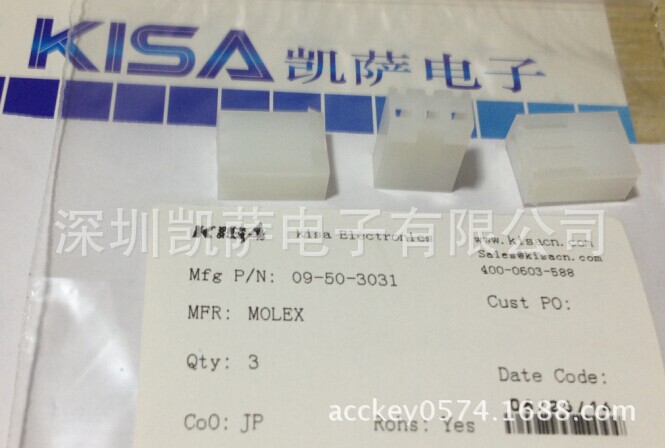 KISA 凯萨电子
深圳凯萨电子有限公司
Kisa Electronics
www.kisacn.com
Sales@kisacn.com
400-0603-588
Mfg P/N: 09-50-3031
Cust PO:
MFR: MOLEX
Qty: 3
Date Code:
CoO: JP
Rohs: Yes
acckey0574.1688.com